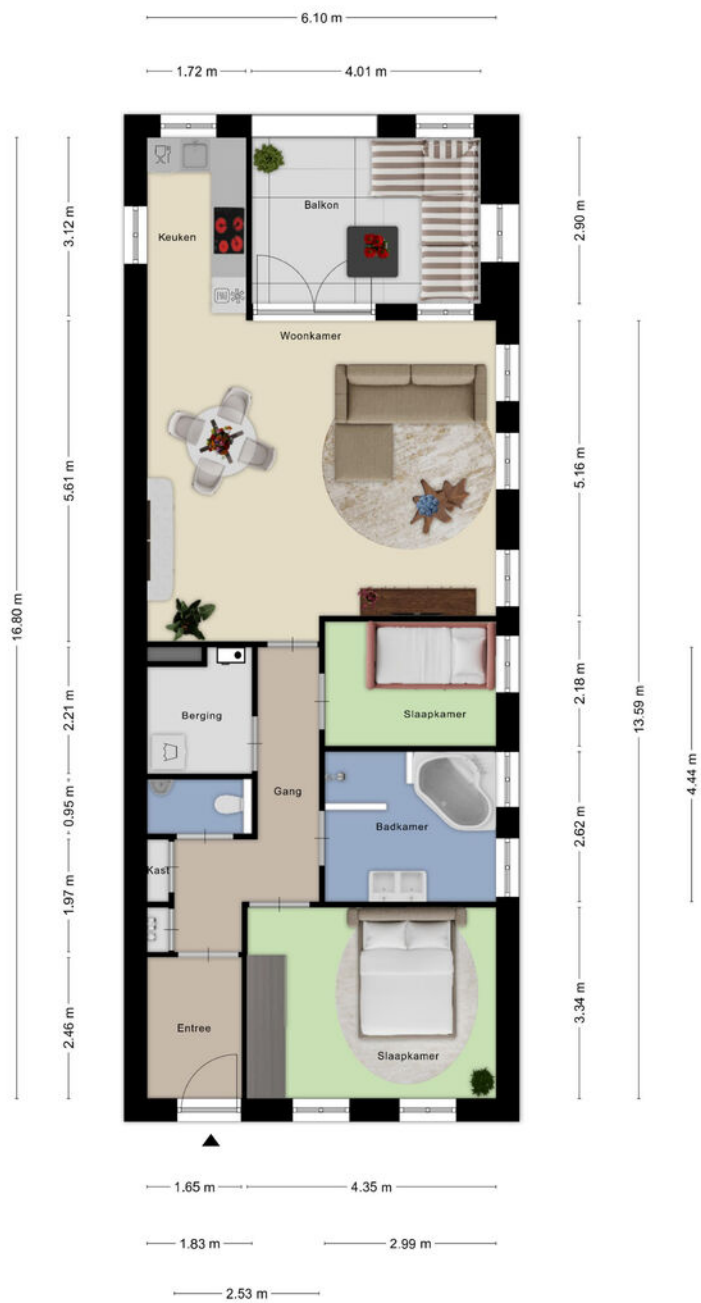 6.10 m
1.72 m
4.01 m
Keuken
Balkon
3.12 m
2.90 m
Woonkamer
5.61 m
5.16 m
16.80 m
Berging
Slaapkamer
2.21 m
2.18 m
13.59 m
4.44 m
Gang
0.95 m
Badkamer
2.62 m
Kast
1.97 m
Entree
Slaapkamer
2.46 m
3.34 m
1.65 m
4.35 m
1.83 m
2.99 m
2.53 m